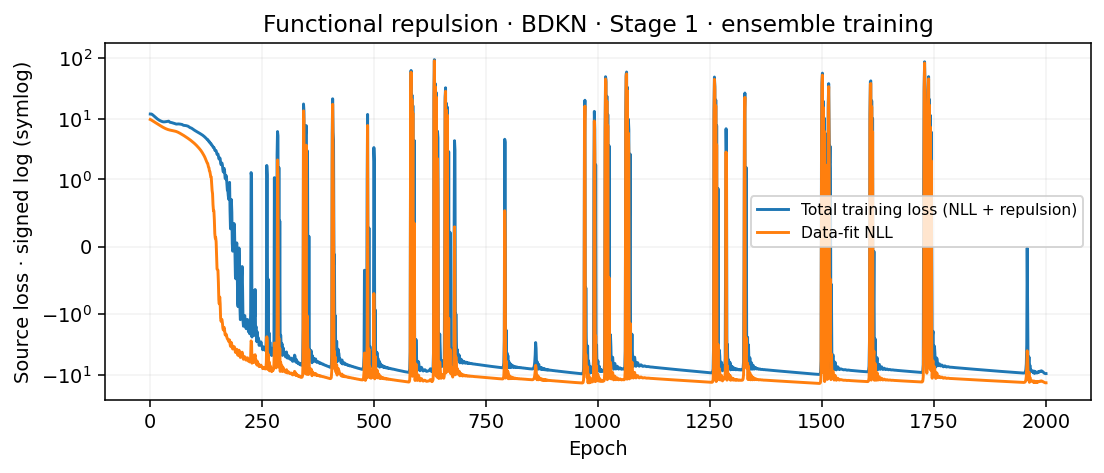 Functional repulsion · BDKN · Stage 1 · ensemble training
Source loss · signed log (symlog)
10²
10¹
10⁰
0
−10⁰
−10¹
Total training loss (NLL + repulsion)
Data-fit NLL
0 250 500 750 1000 1250 1500 1750 2000
Epoch